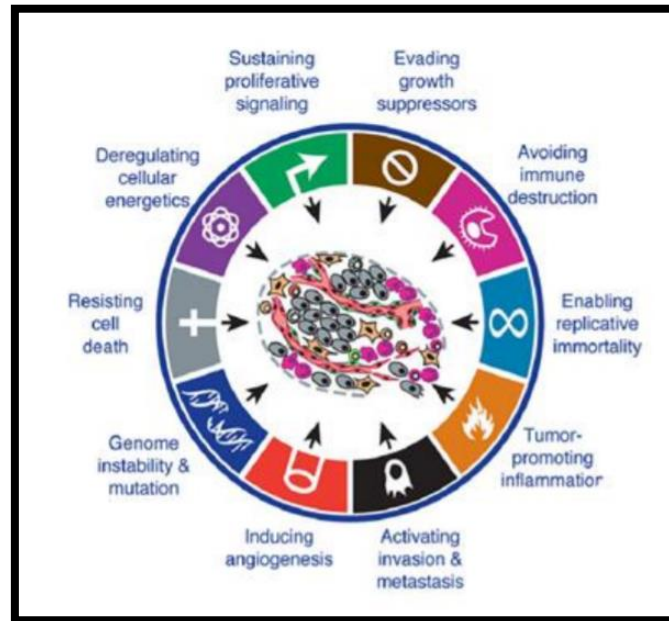 Sustaining
proliferative
signaling
Evading
growth
suppressors
Avoiding
immune
destruction
Enabling
replicative
immortality
Tumor-
promoting
inflammation
Activating
invasion &
metastasis
Inducing
angiogenesis
Genome
instability &
mutation
Resisting
cell
death
Deregulating
cellular
energetics